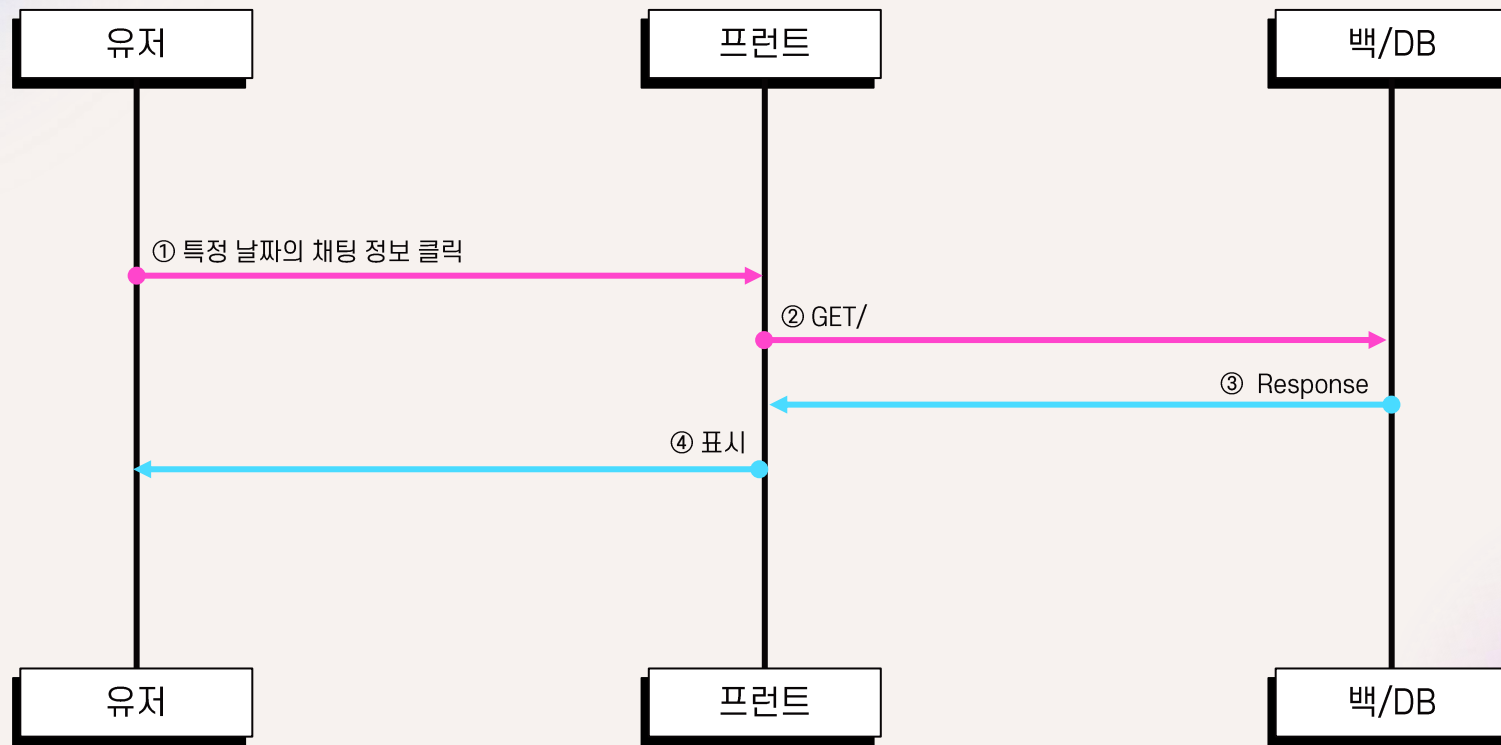 유저
프런트
백/DB
① 특정 날짜의 채팅 정보 클릭
② GET/
③ Response
④ 표시
유저
프런트
백/DB